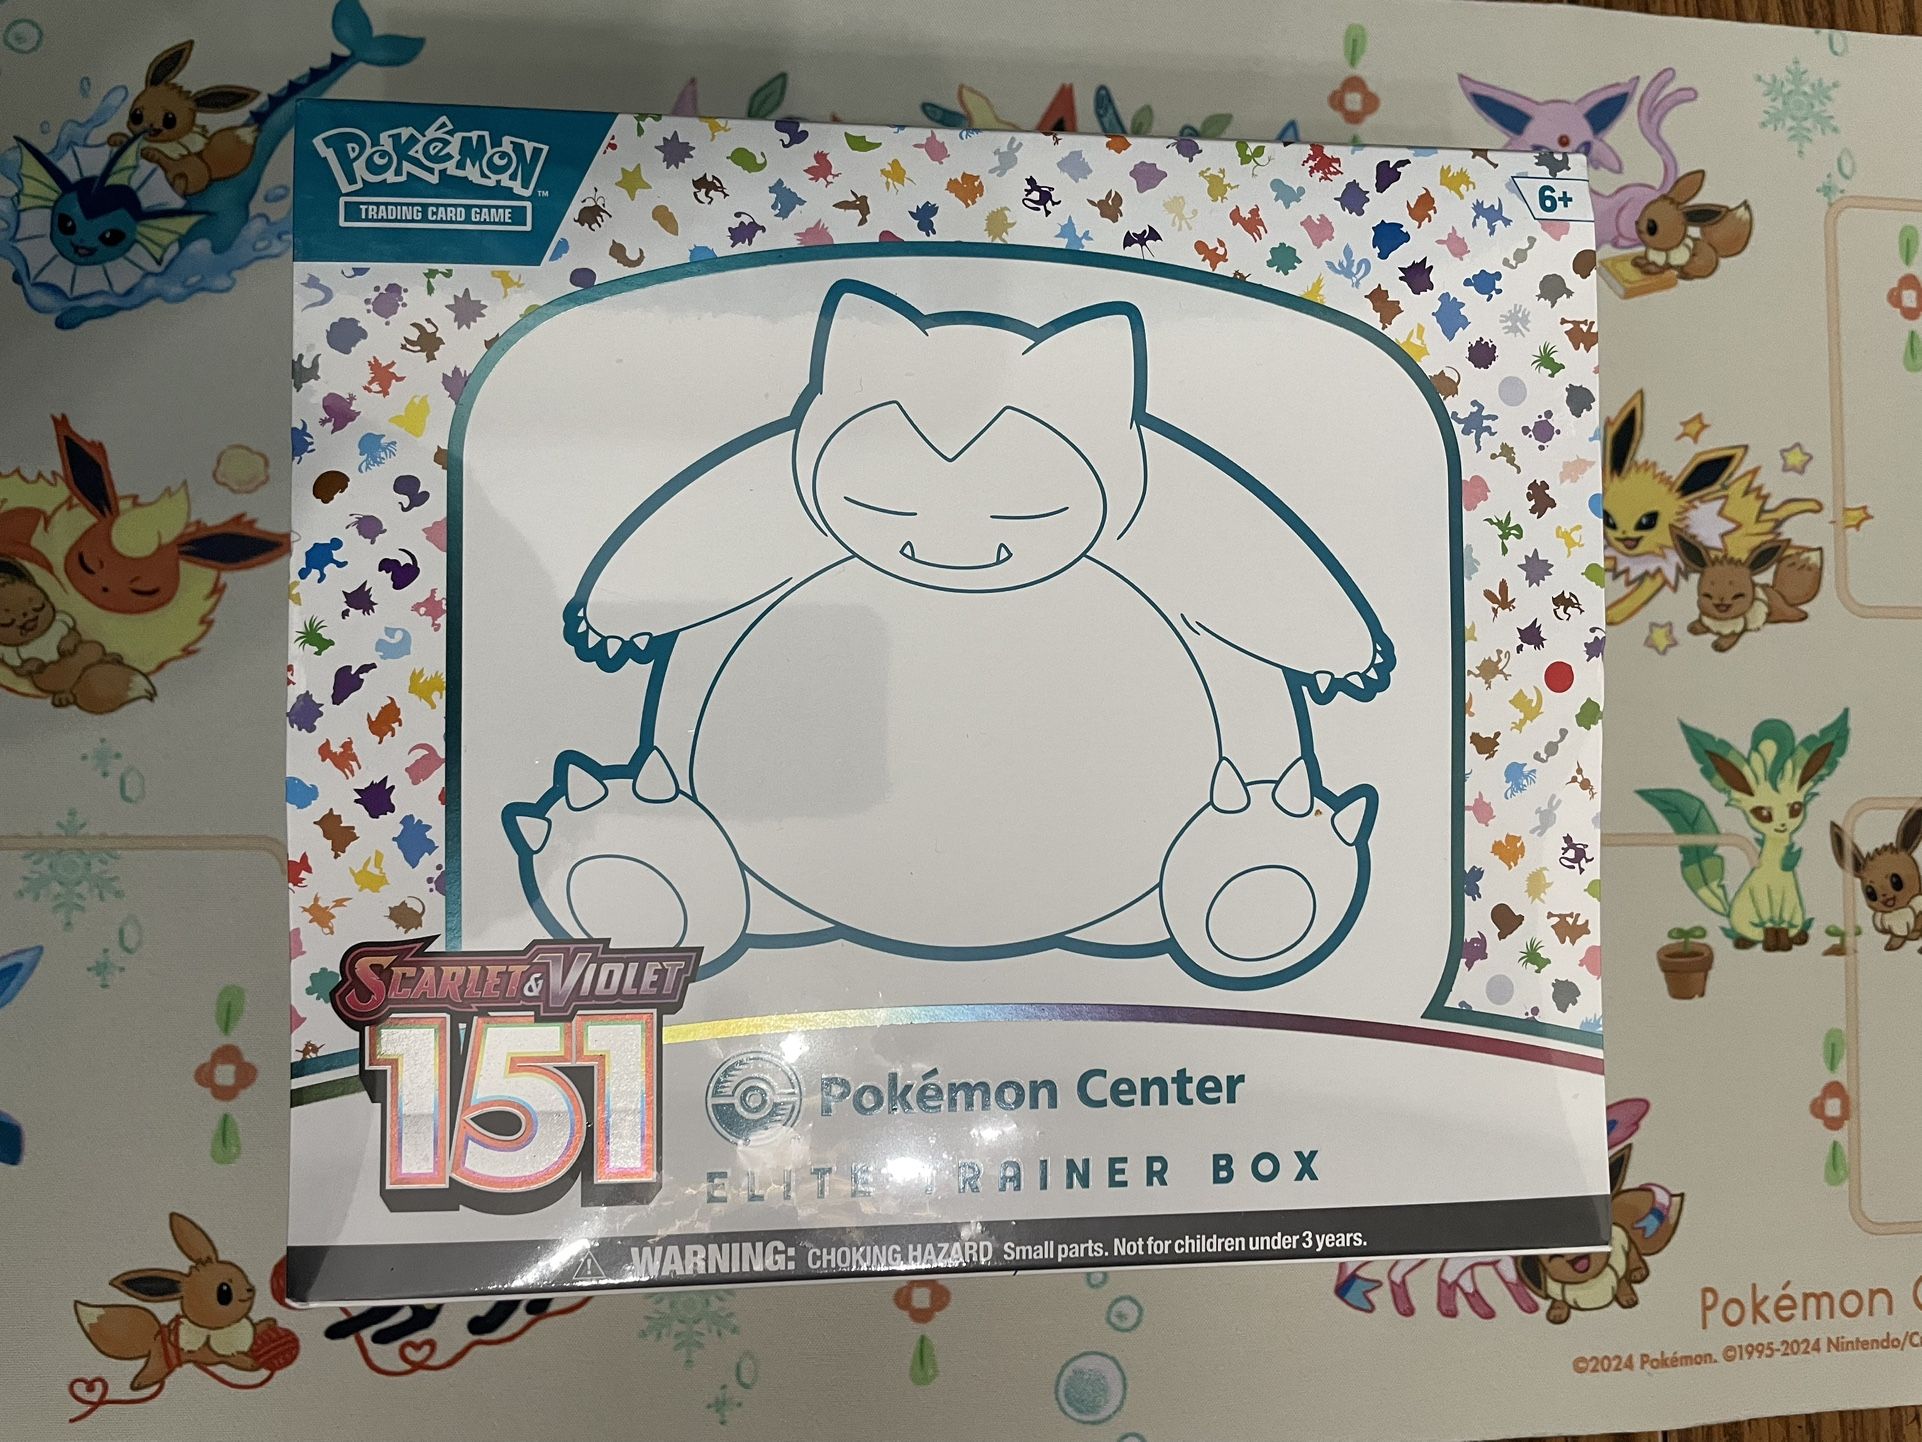 POKéMON™
TRADING CARD GAME
6+
SCARLET & VIOLET
151
Pokémon Center
ELITE TRAINER BOX
WARNING: CHOKING HAZARD Small parts. Not for children under 3 years.
Pokémon
©2024 Pokémon. ©1995-2024 Nintendo/